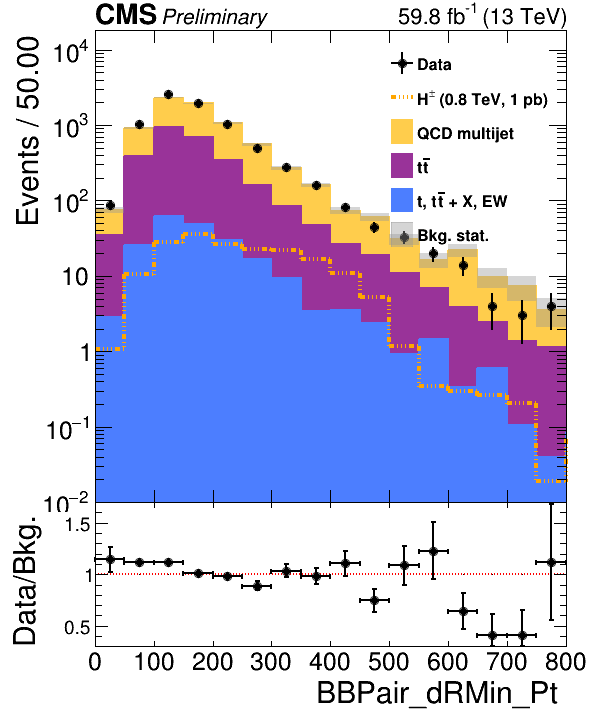 CMS Preliminary 59.8 fb⁻¹ (13 TeV)
Events / 50.00
10⁴
10³
10²
10
1
10⁻¹
10⁻²
Data
H± (0.8 TeV, 1 pb)
QCD multijet
tt̄
t, tt̄ + X, EW
Bkg. stat.
Data/Bkg.
1.5
1
0.5
0 100 200 300 400 500 600 700 800
BBPair_dRMin_Pt